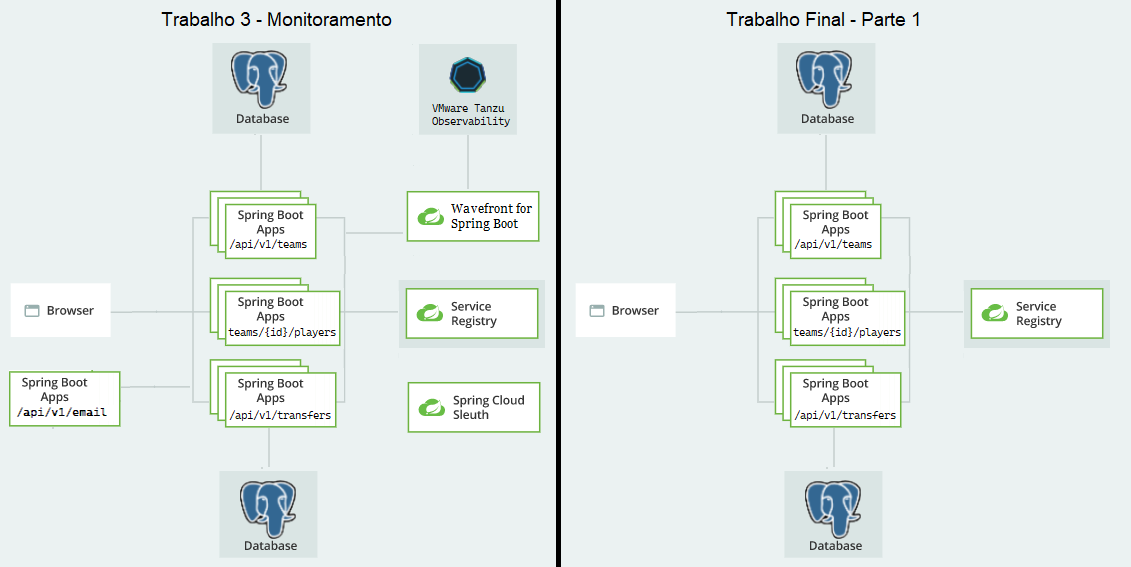 Trabalho 3 - Monitoramento
Database
VMware Tanzu
Observability
Spring Boot
Apps
/api/v1/teams
Wavefront for
Spring Boot
Browser
Spring Boot
Apps
teams/{id}/players
Service
Registry
Spring Boot
Apps
/api/v1/email
Spring Boot
Apps
/api/v1/transfers
Spring Cloud
Sleuth
Database
Trabalho Final - Parte 1
Database
Spring Boot
Apps
/api/v1/teams
Browser
Spring Boot
Apps
teams/{id}/players
Service
Registry
Spring Boot
Apps
/api/v1/transfers
Database